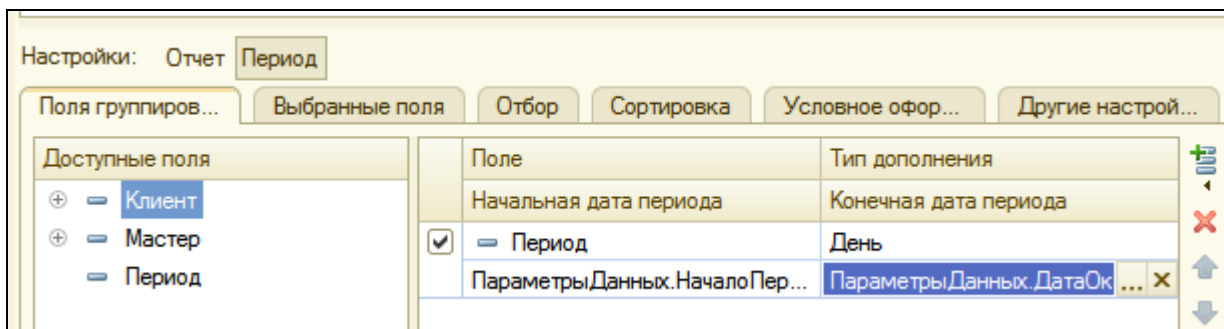 Настройки: Отчет Период
Поля группиров... Выбранные поля Отбор Сортировка Условное офор... Другие настрой...
Доступные поля Поле Тип дополнения
Клиент Начальная дата периода Конечная дата периода
Мастер Период День
Период ПараметрыДанных.НачалоПер... ПараметрыДанных.ДатаОк ...